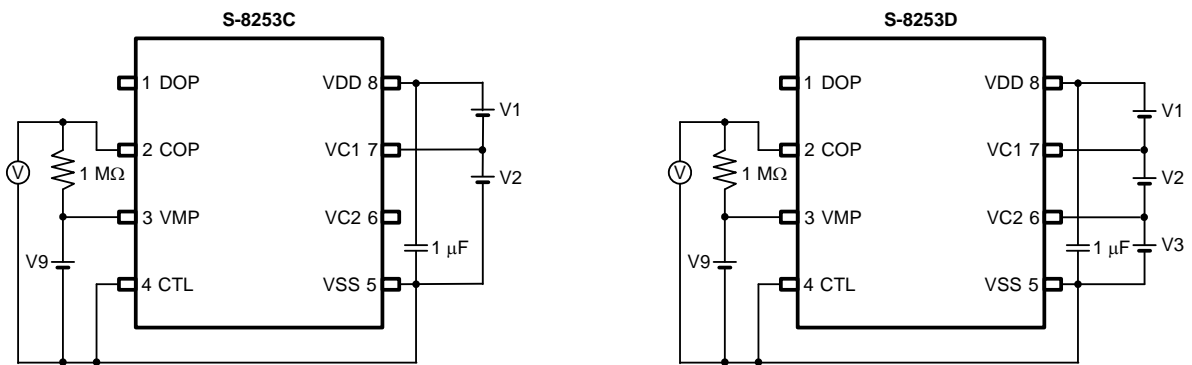 S-8253C
1 DOP
VDD 8
V1
2 COP
VC1 7
V
1 MΩ
V2
3 VMP
VC2 6
1 μF
V9
4 CTL
VSS 5
S-8253D
1 DOP
VDD 8
V1
2 COP
VC1 7
V
1 MΩ
V2
3 VMP
VC2 6
1 μF
V3
V9
4 CTL
VSS 5